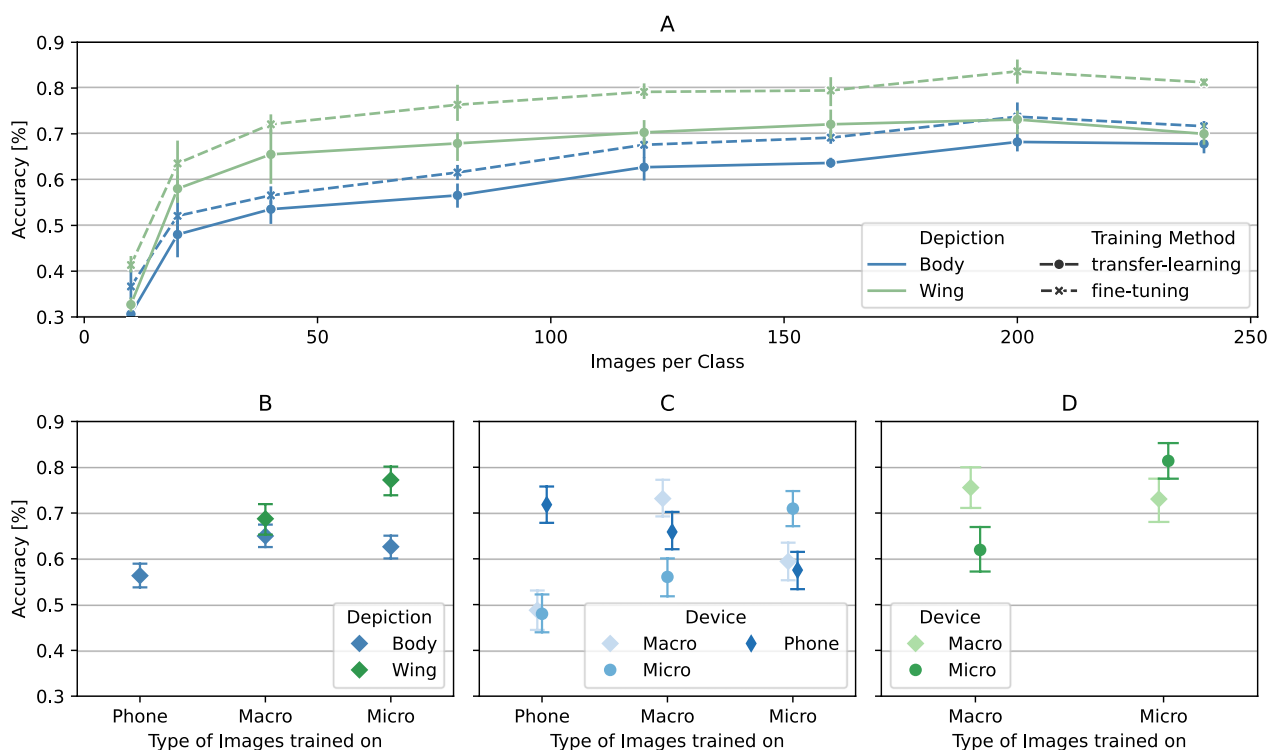 A
0.9
0.8
0.7
0.6
0.5
0.4
0.3
Accuracy [%]
Depiction Training Method
Body transfer-learning
Wing fine-tuning
0 50 100 150 200 250
Images per Class
B
0.9
0.8
0.7
0.6
0.5
0.4
0.3
Accuracy [%]
Depiction
Body
Wing
Phone Macro Micro
Type of Images trained on
C
Device
Macro Phone
Micro
Phone Macro Micro
Type of Images trained on
D
Device
Macro
Micro
Macro Micro
Type of Images trained on